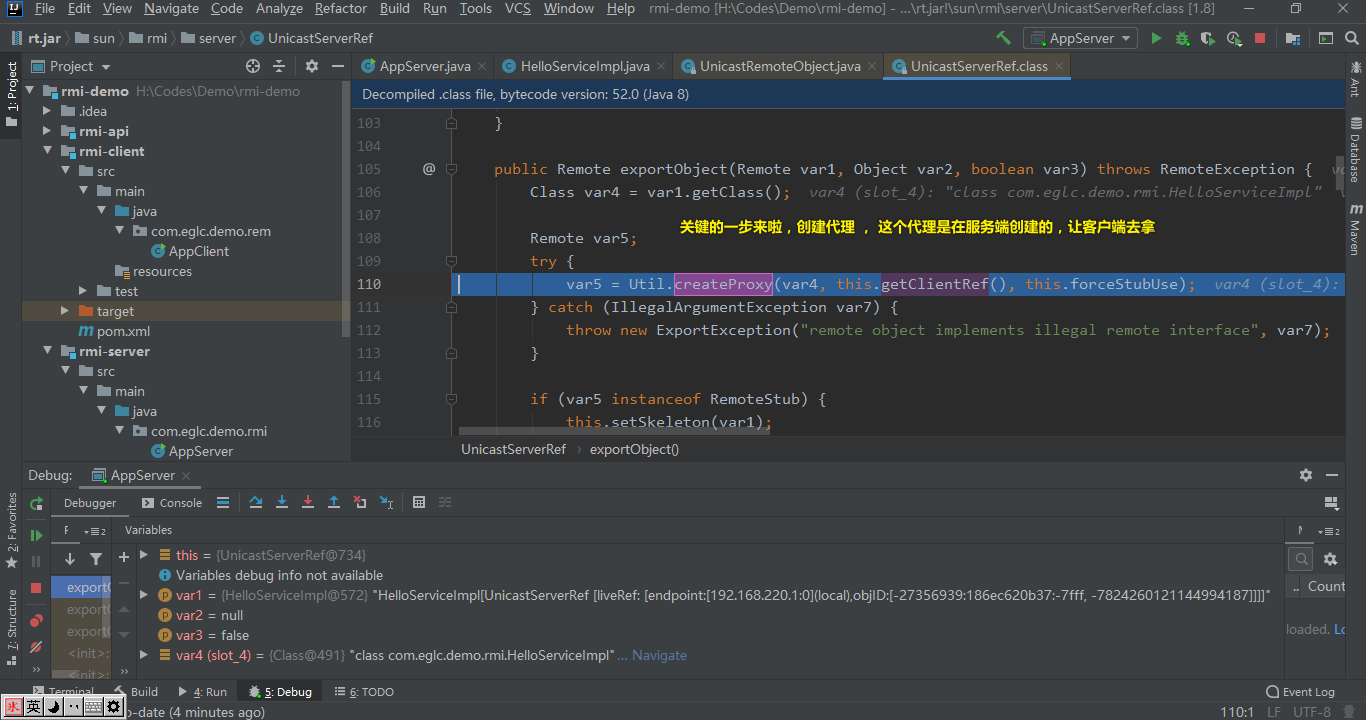 File Edit View Navigate Code Analyze Refactor Build Run Tools VCS Window Help rmi-demo [H:\Codes\Demo\rmi-demo] - ...\rt.jar!\sun\rmi\server\UnicastServerRef.class [1.8]
rt.jar sun rmi server UnicastServerRef AppServer
Project AppServer.java HelloServiceImpl.java UnicastRemoteObject.java UnicastServerRef.class
1: Project
rmi-demo H:\Codes\Demo\rmi-demo
.idea
rmi-api
rmi-client
src
main
java
com.eglc.demo.rem
AppClient
resources
test
target
pom.xml
rmi-server
src
main
java
com.eglc.demo.rmi
AppServer
Decompiled .class file, bytecode version: 52.0 (Java 8)
103 }
104
105 @ public Remote exportObject(Remote var1, Object var2, boolean var3) throws RemoteException {
106 Class var4 = var1.getClass(); var4 (slot_4): "class com.eglc.demo.rmi.HelloServiceImpl"
107
关键的一步来啦，创建代理 ， 这个代理是在服务端创建的，让客户端去拿
108 Remote var5;
109 try {
110 var5 = Util.createProxy(var4, this.getClientRef(), this.forceStubUse); var4 (slot_4):
111 } catch (IllegalArgumentException var7) {
112 throw new ExportException("remote object implements illegal remote interface", var7);
113 }
114
115 if (var5 instanceof RemoteStub) {
116 this.setSkeleton(var1);
UnicastServerRef › exportObject()
Ant
Database
Maven
Debug: AppServer
Debugger Console
Variables
this = {UnicastServerRef@734}
Variables debug info not available
var1 = {HelloServiceImpl@572} "HelloServiceImpl[UnicastServerRef [liveRef: [endpoint:[192.168.220.1:0](local),objID:[-27356939:186ec620b37:-7fff, -7824260121144994187]]]]"
var2 = null
var3 = false
var4 (slot_4) = {Class@491} "class com.eglc.demo.rmi.HelloServiceImpl" ... Navigate
<init>:
<init>:
Count
loaded.
2: Favorites
7: Structure
Terminal Build 4: Run 5: Debug 6: TODO Event Log
英
(4 minutes ago) 110:1 LF UTF-8